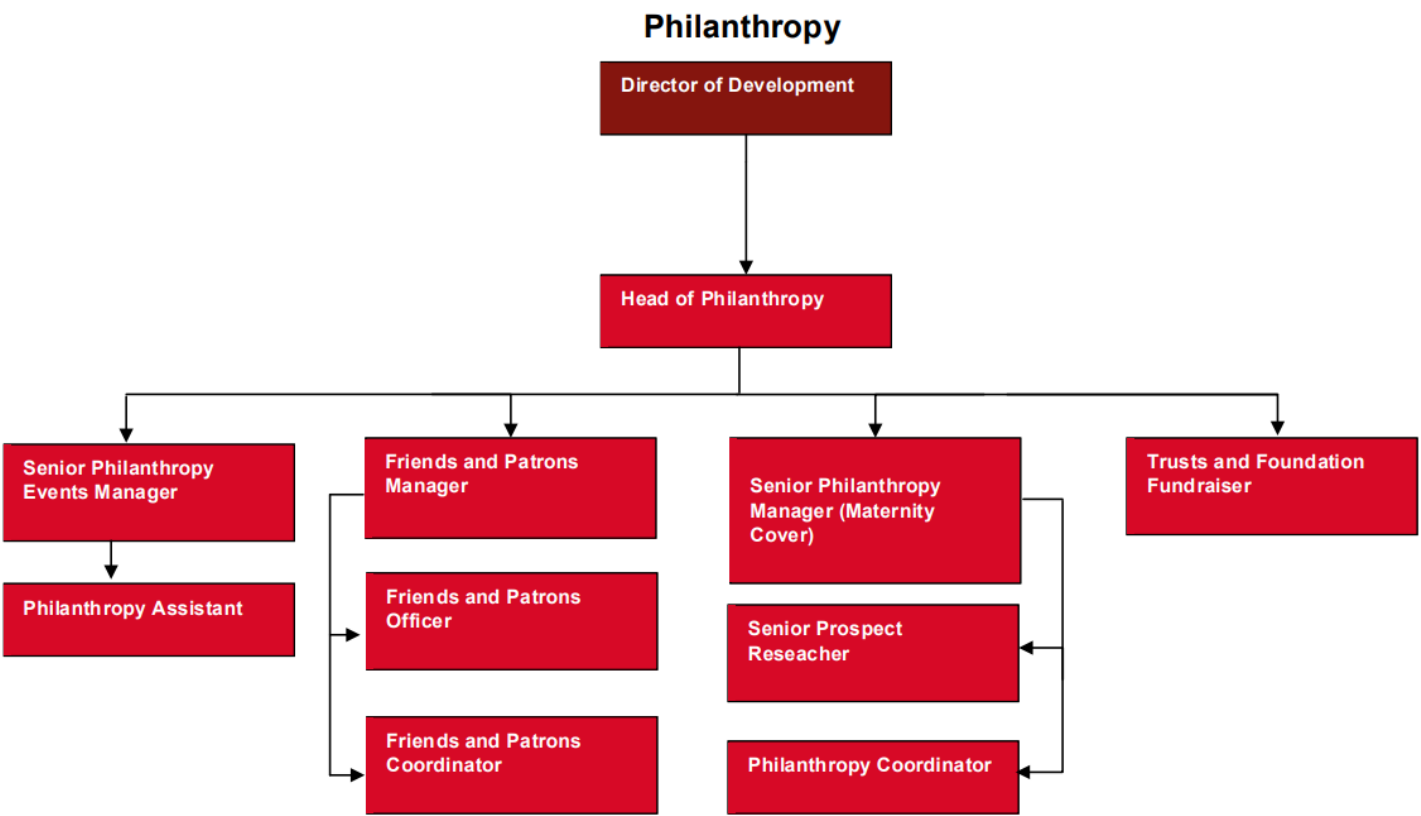 Philanthropy
Director of Development
Head of Philanthropy
Senior Philanthropy
Events Manager
Philanthropy Assistant
Friends and Patrons
Manager
Friends and Patrons
Officer
Friends and Patrons
Coordinator
Senior Philanthropy
Manager (Maternity
Cover)
Senior Prospect
Reseacher
Philanthropy Coordinator
Trusts and Foundation
Fundraiser